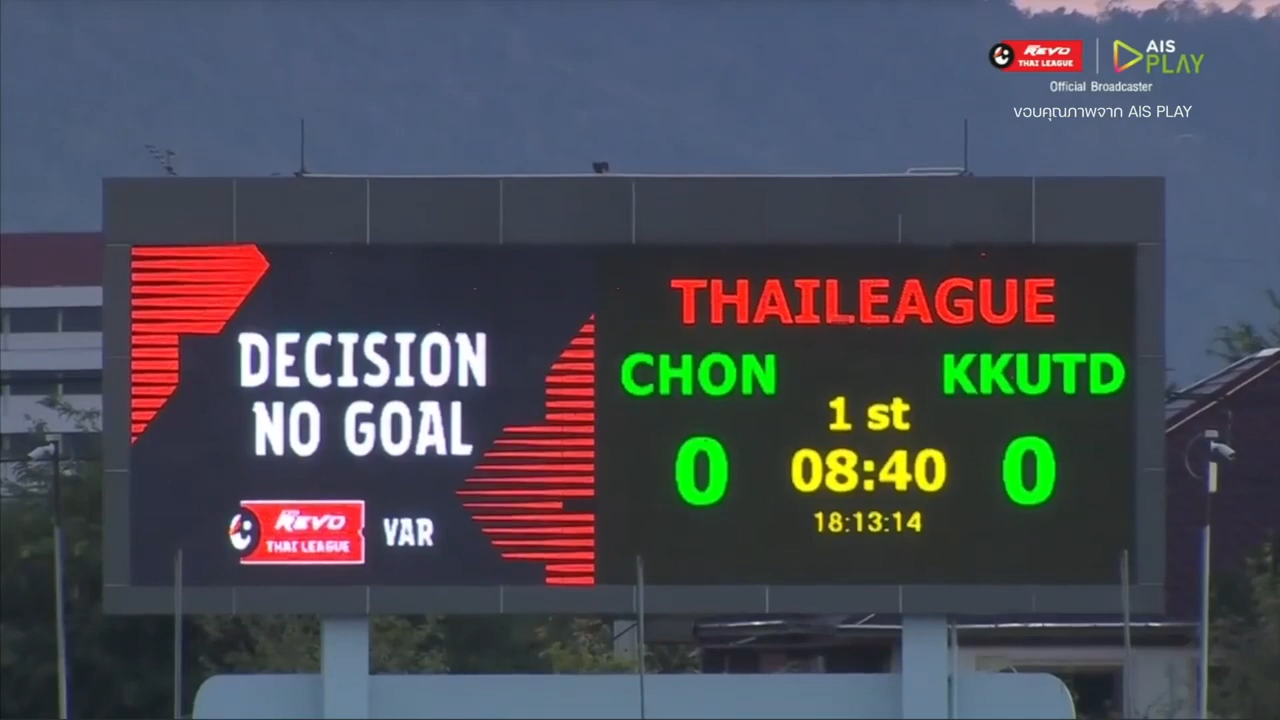 REVO
THAI LEAGUE
AIS
PLAY
Official Broadcaster
ขอบคุณภาพจาก AIS PLAY
DECISION
NO GOAL
REVO
THAI LEAGUE
VAR
THAILEAGUE
CHON
KKUTD
1 st
0
08:40
0
18:13:14